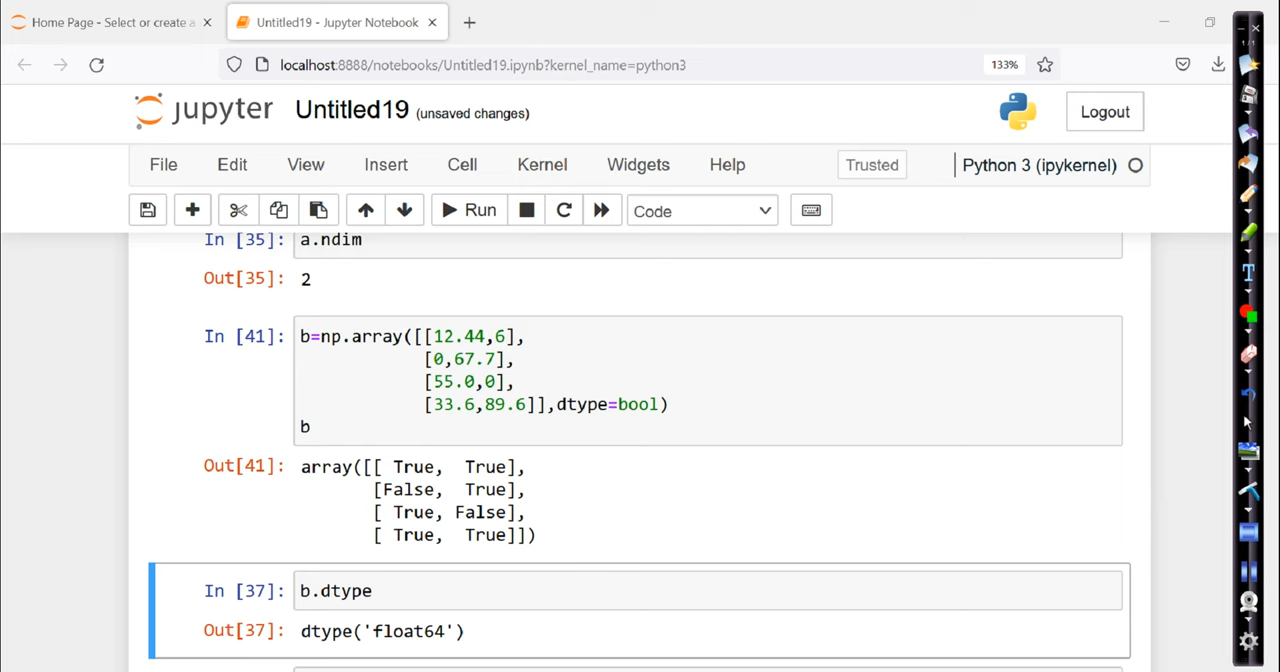 Home Page - Select or create a
Untitled19 - Jupyter Notebook
localhost:8888/notebooks/Untitled19.ipynb?kernel_name=python3
133%
jupyter Untitled19 (unsaved changes)
Logout
File Edit View Insert Cell Kernel Widgets Help
Trusted
Python 3 (ipykernel)
Run
Code
In [35]: a.ndim
Out[35]: 2
In [41]: b=np.array([[12.44,6],
[0,67.7],
[55.0,0],
[33.6,89.6]],dtype=bool)
b
Out[41]: array([[ True,  True],
[False,  True],
[ True, False],
[ True,  True]])
In [37]: b.dtype
Out[37]: dtype('float64')
1/1
T